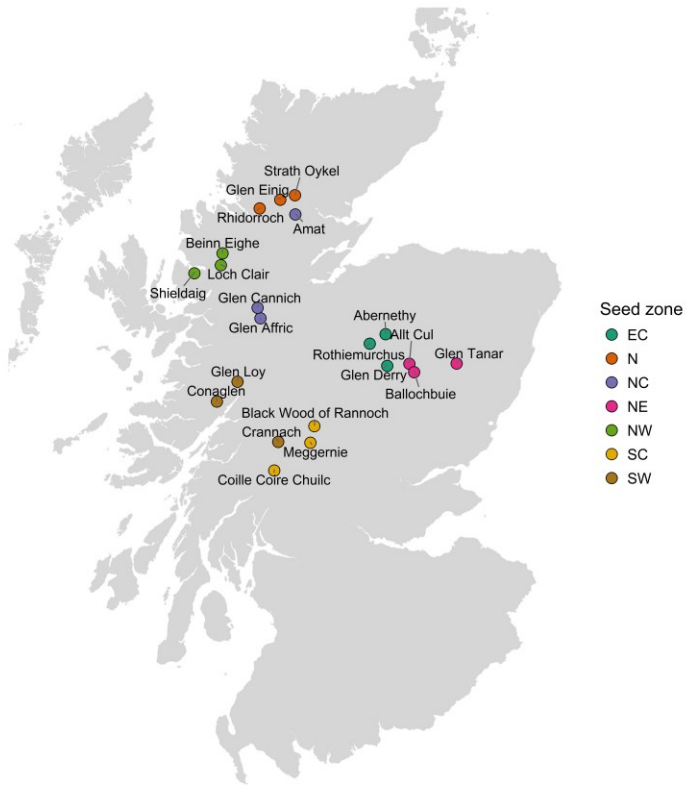 Strath Oykel
Glen Einig
Rhidorroch
Amat
Beinn Eighe
Loch Clair
Shieldaig
Glen Cannich
Glen Affric
Abernethy
Allt Cul
Rothiemurchus
Glen Tanar
Glen Derry
Ballochbuie
Glen Loy
Conaglen
Black Wood of Rannoch
Crannach
Meggernie
Coille Coire Chuilc
Seed zone
EC
N
NC
NE
NW
SC
SW